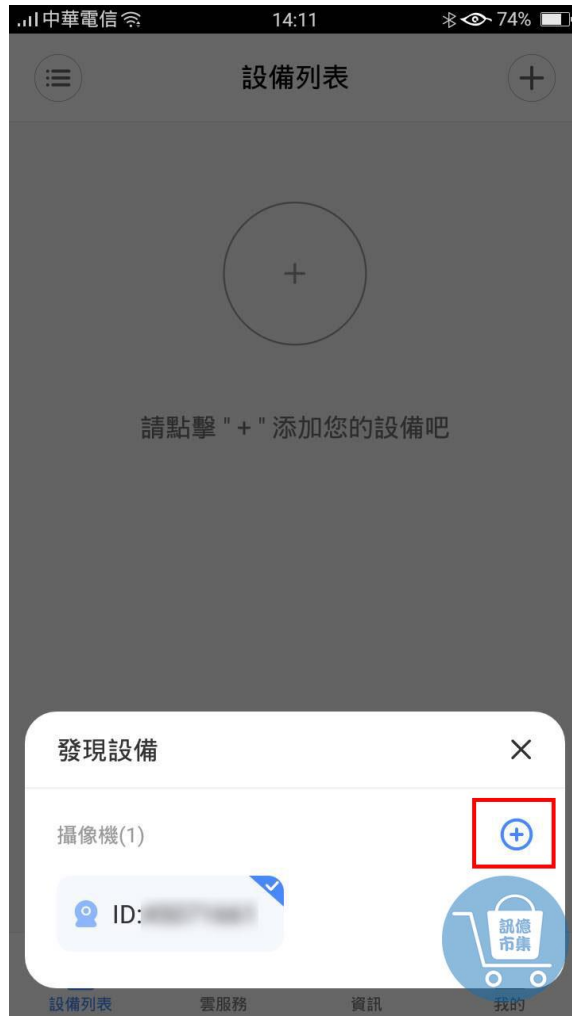 中華電信 14:11 74%
設備列表
請點擊 " + " 添加您的設備吧
發現設備
攝像機(1)
ID:
訊億
市集
設備列表 雲服務 資訊 我的